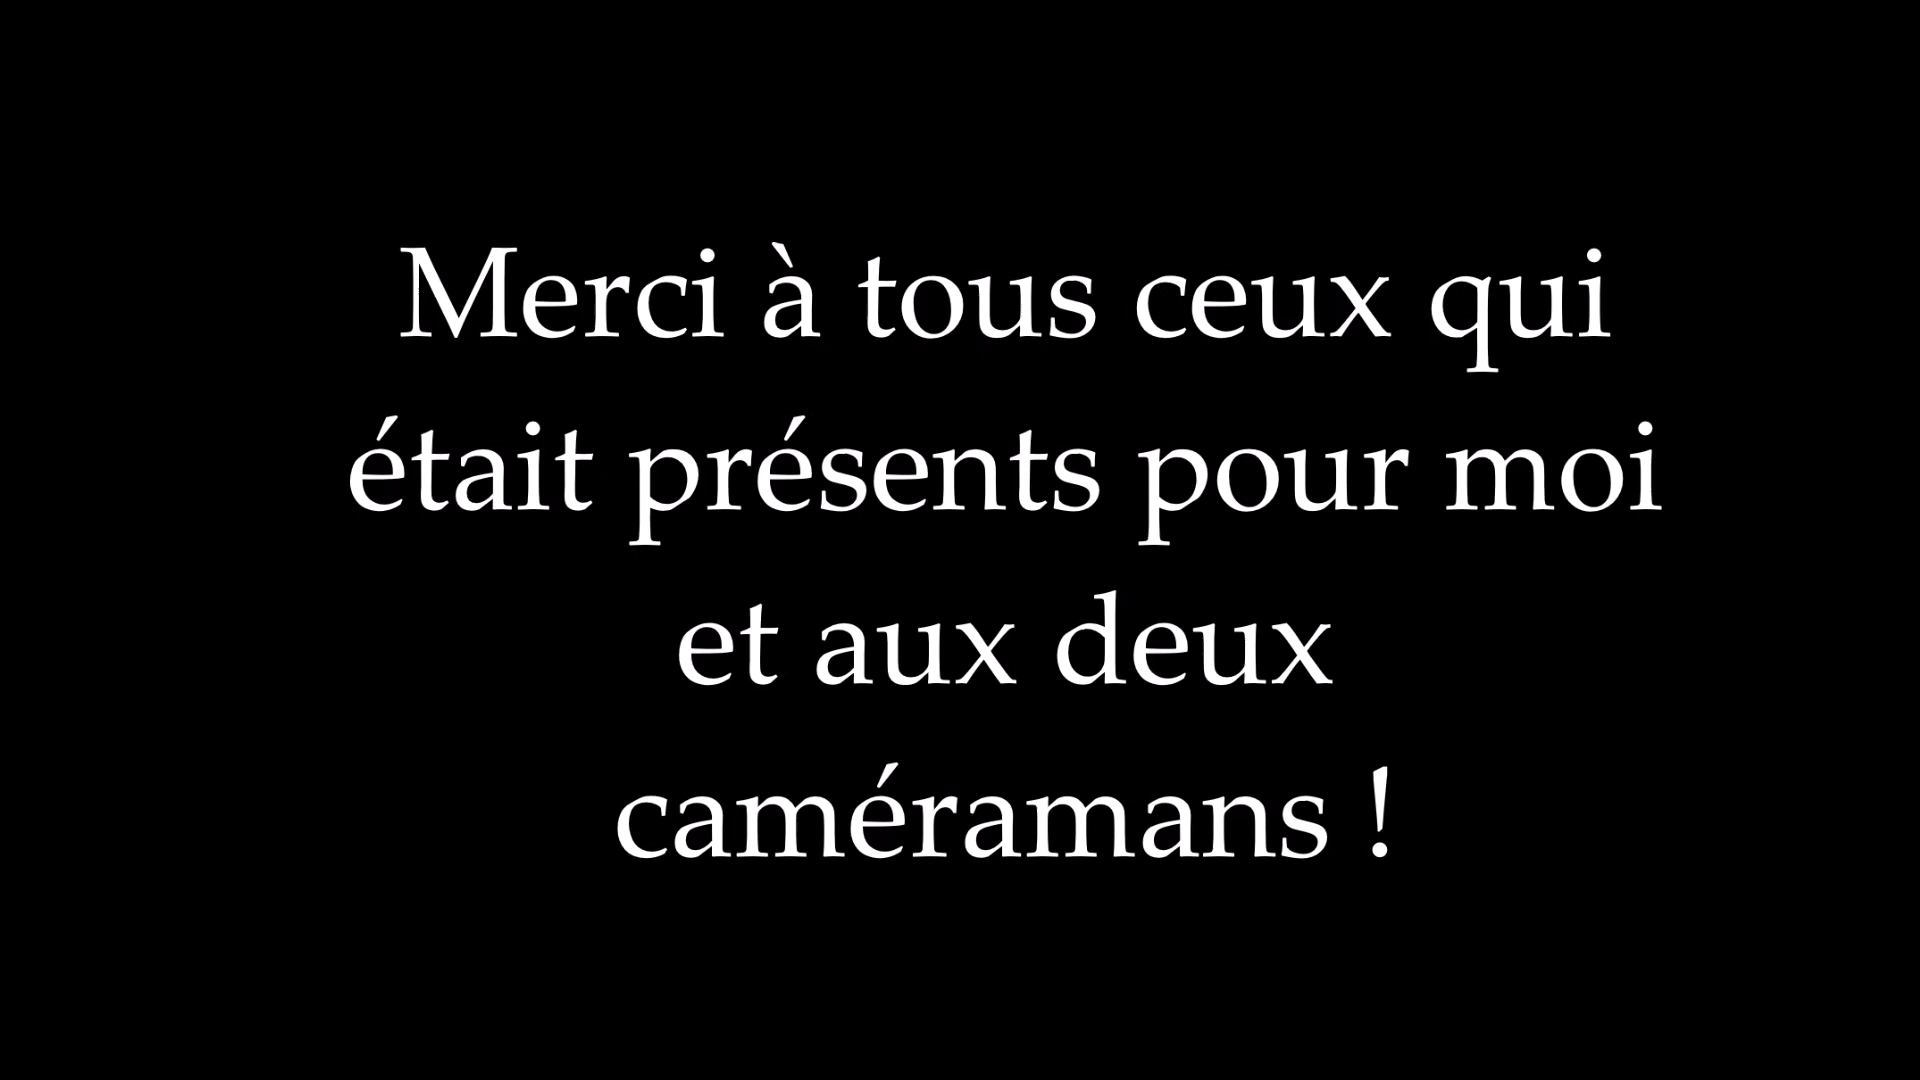 Merci à tous ceux qui
était présents pour moi
et aux deux
caméramans !